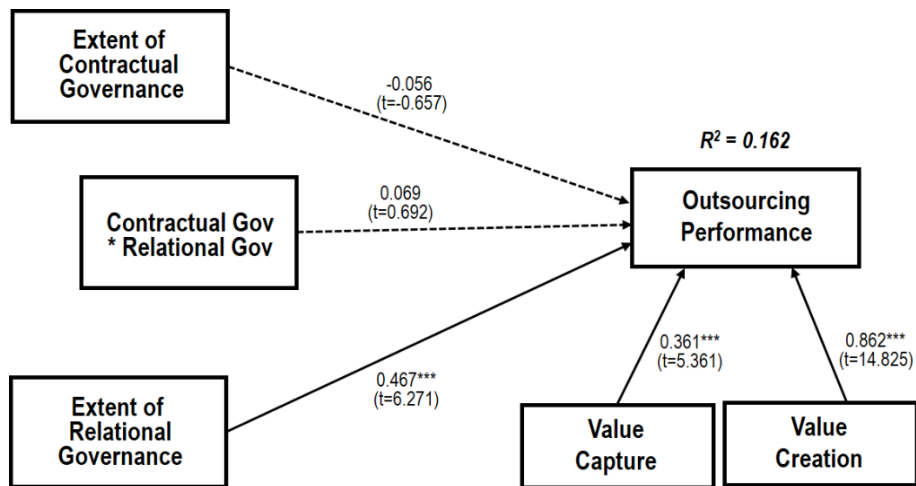 Extent of
Contractual
Governance
-0.056
(t=-0.657)
R² = 0.162
Contractual Gov
* Relational Gov
0.069
(t=0.692)
Outsourcing
Performance
0.467***
(t=6.271)
0.361***
(t=5.361)
0.862***
(t=14.825)
Extent of
Relational
Governance
Value
Capture
Value
Creation